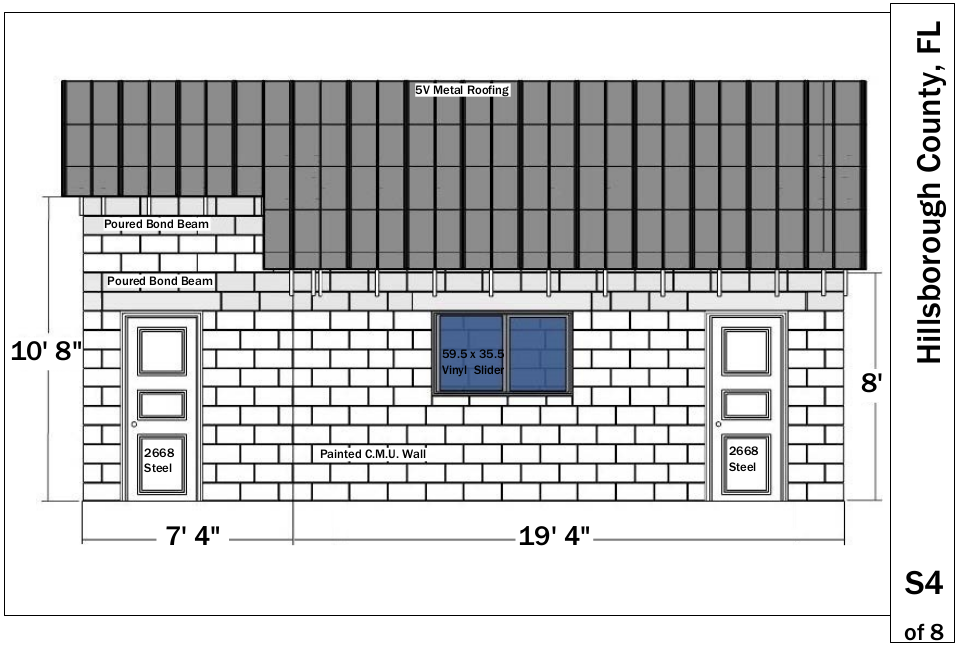 5V Metal Roofing
Poured Bond Beam
Poured Bond Beam
10' 8"
59.5 x 35.5
Vinyl Slider
8'
2668
Steel
Painted C.M.U. Wall
2668
Steel
7' 4"
19' 4"
Hillsborough County, FL
S4
of 8